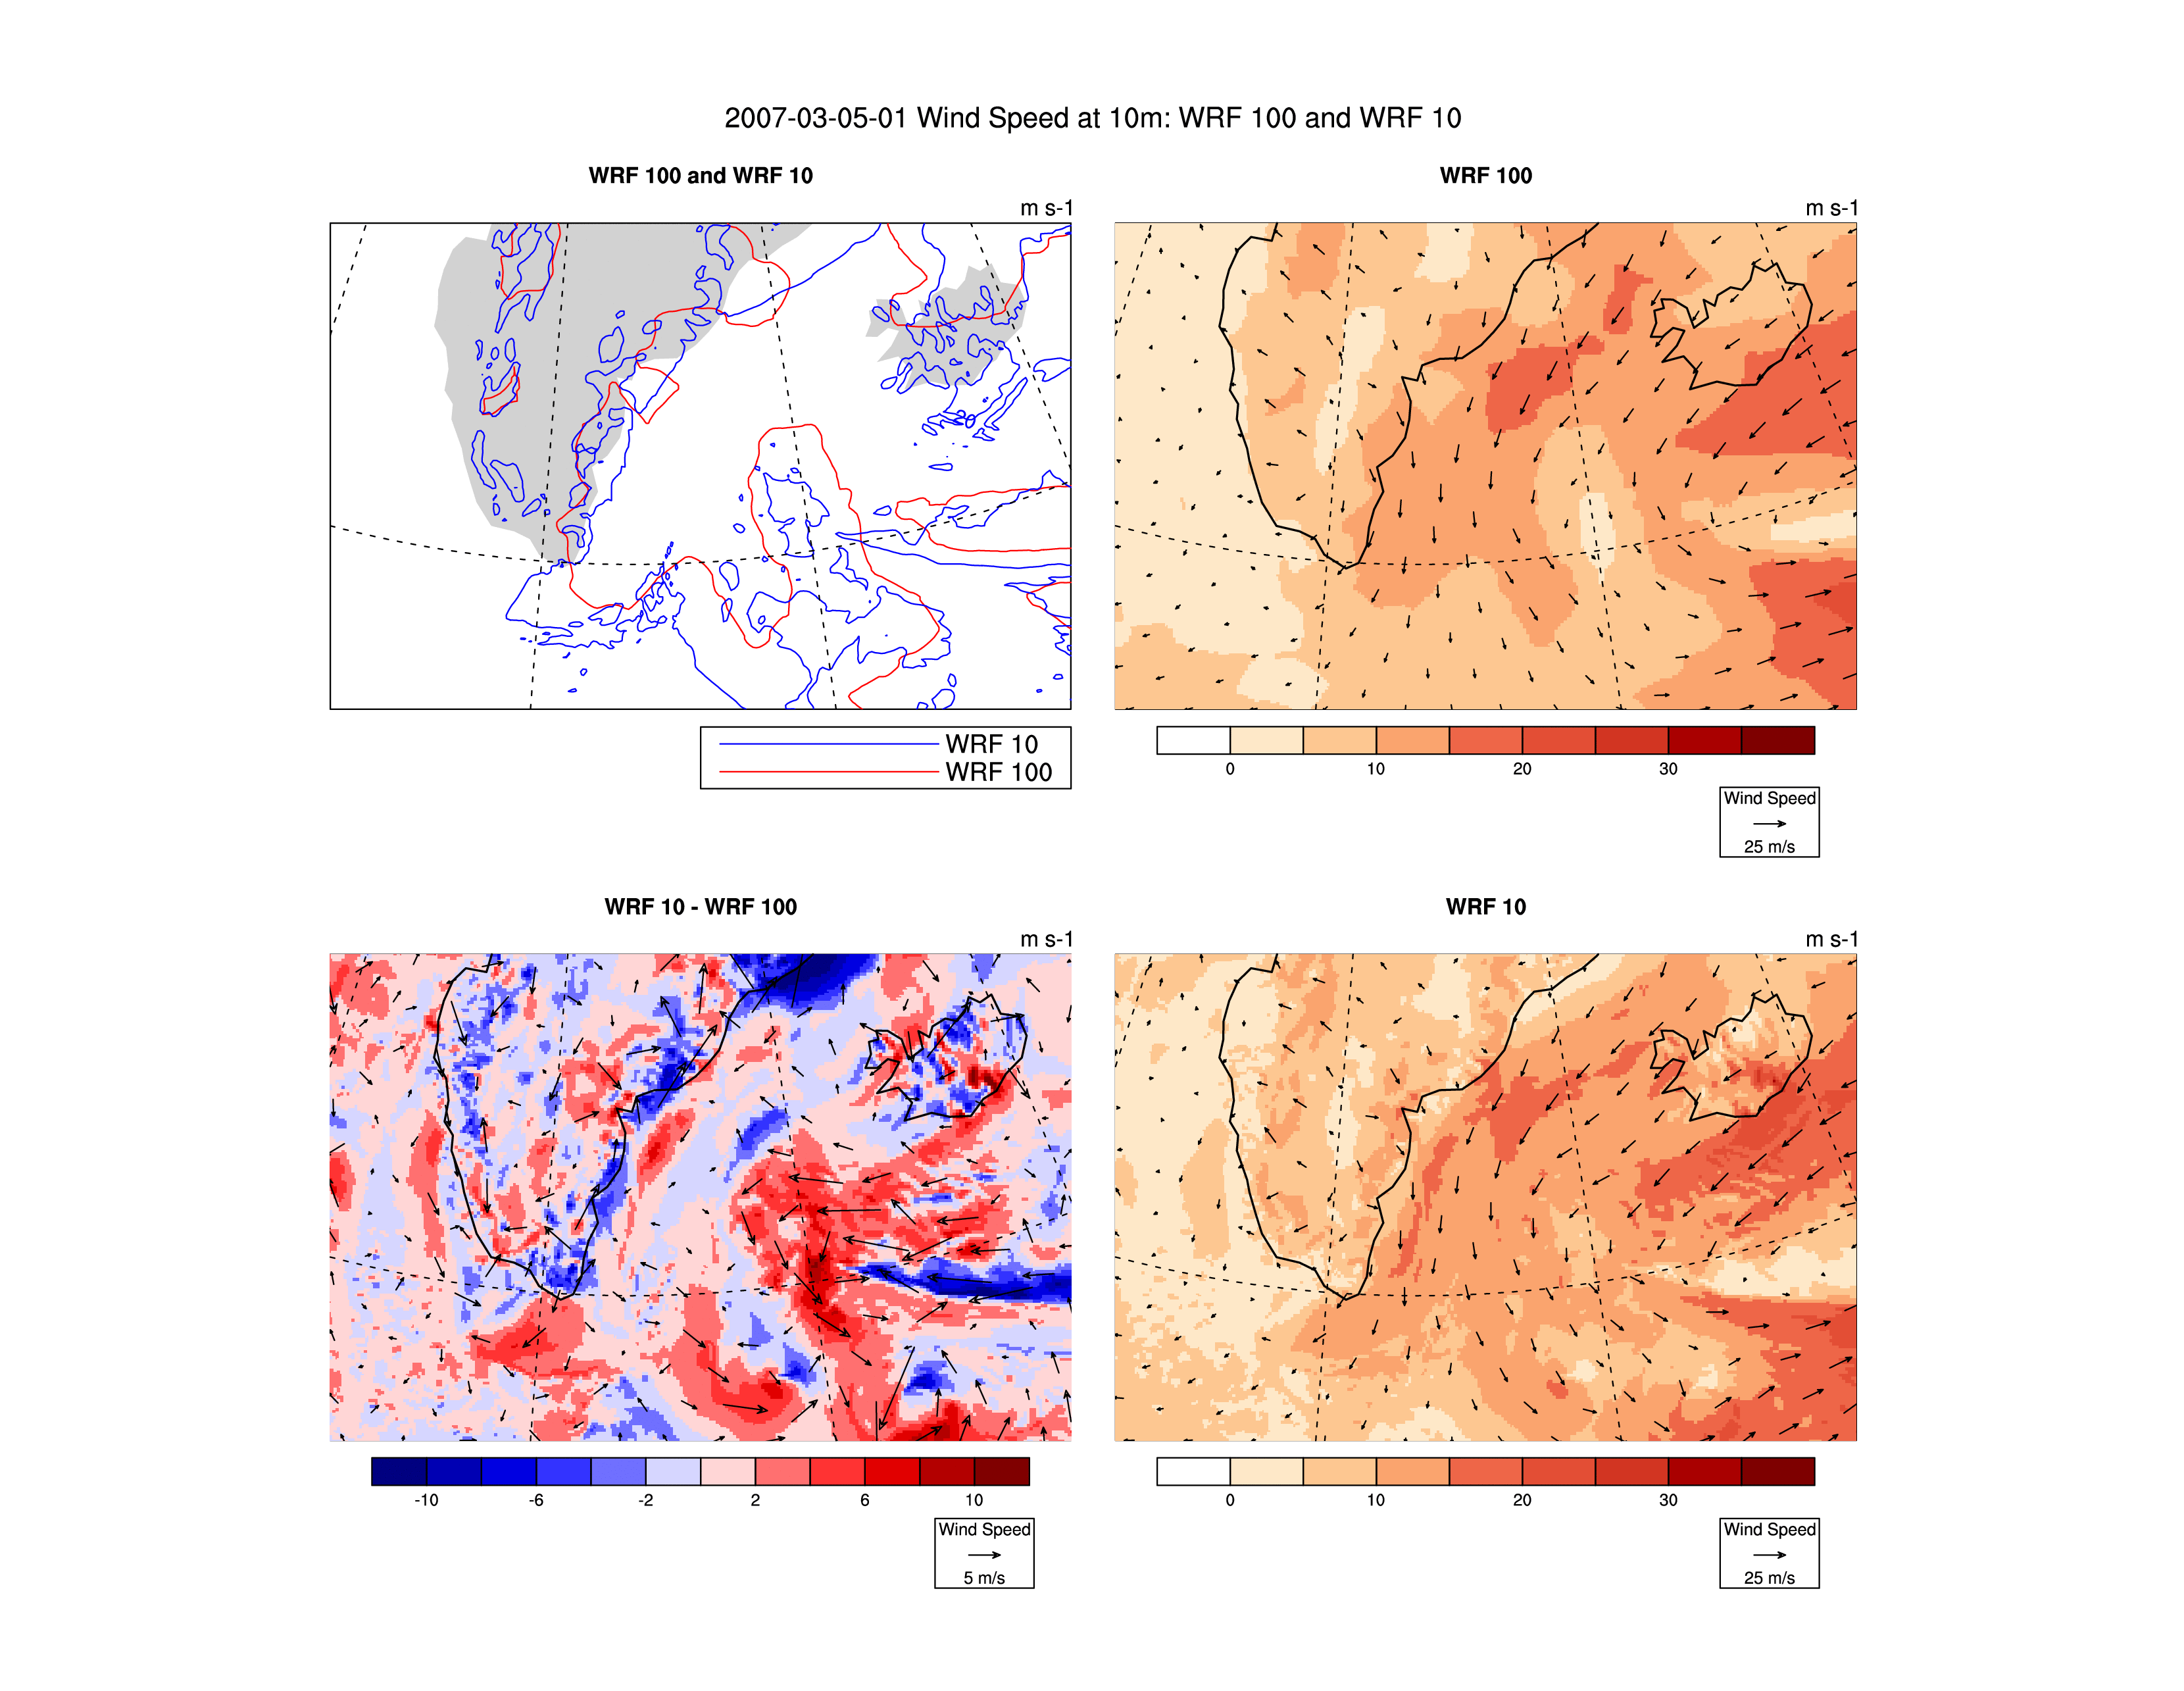 2007-03-05-01 Wind Speed at 10m: WRF 100 and WRF 10
WRF 100 and WRF 10
m s-1
WRF 10
WRF 100
WRF 100
m s-1
0 10 20 30
Wind Speed
25 m/s
WRF 10 - WRF 100
m s-1
-10 -6 -2 2 6 10
Wind Speed
5 m/s
WRF 10
m s-1
0 10 20 30
Wind Speed
25 m/s